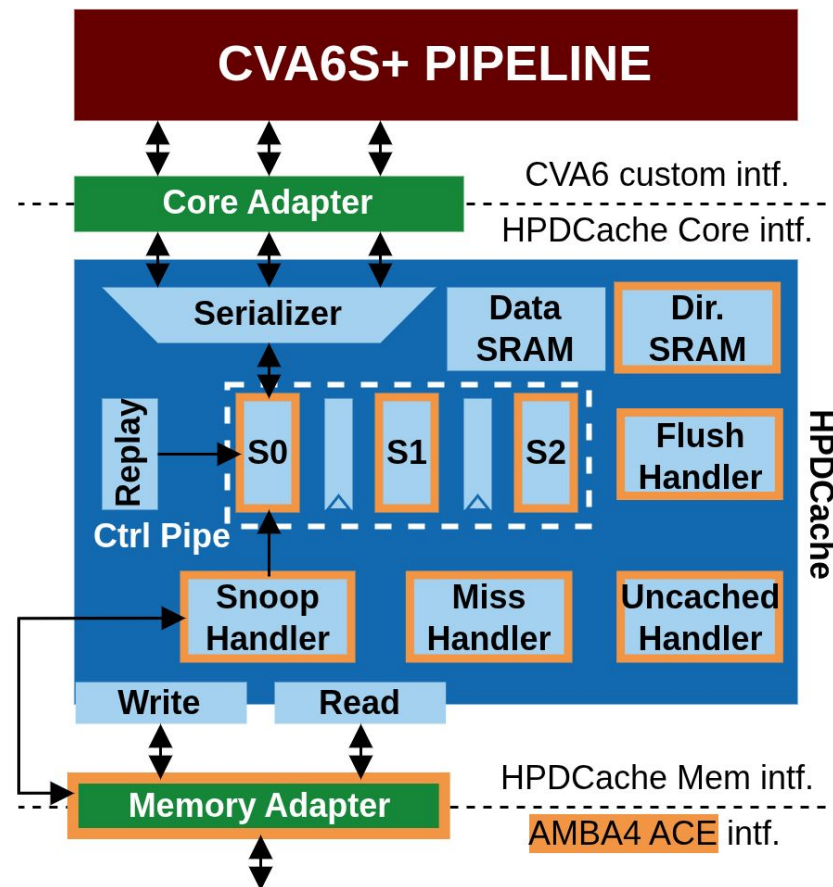 CVA6S+ PIPELINE
CVA6 custom intf.
Core Adapter
HPDCache Core intf.
Serializer
Data
SRAM
Dir.
SRAM
Replay
S0
S1
S2
Flush
Handler
HPDCache
Ctrl Pipe
Snoop
Handler
Miss
Handler
Uncached
Handler
Write
Read
HPDCache Mem intf.
Memory Adapter
AMBA4 ACE intf.